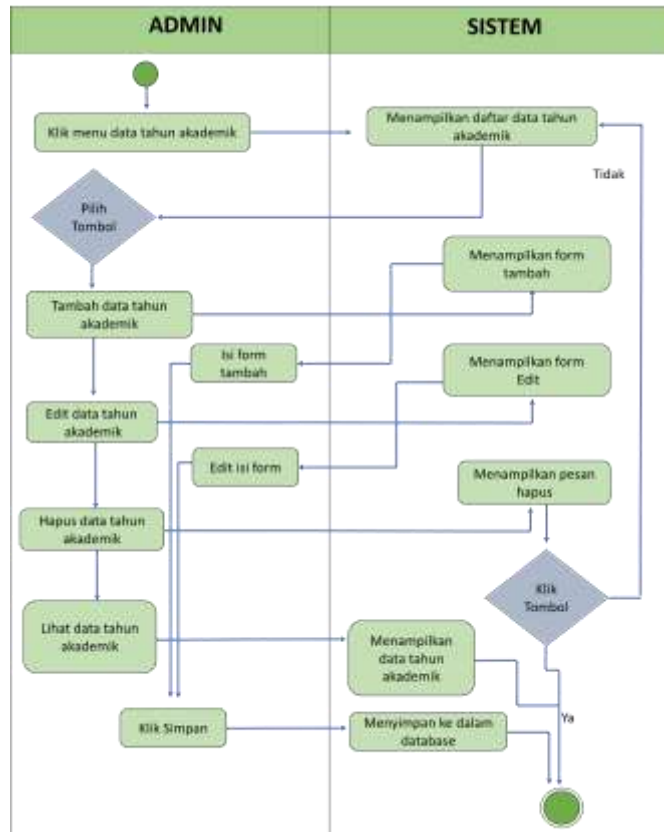 ADMIN
SISTEM
Klik menu data tahun akademik
Menampilkan daftar data tahun
akademik
Tidak
Pilih
Tombol
Menampilkan form
tambah
Tambah data tahun
akademik
Isi form
tambah
Menampilkan form
Edit
Edit data tahun
akademik
Edit isi form
Menampilkan pesan
hapus
Hapus data tahun
akademik
Klik
Tombol
Lihat data tahun
akademik
Menampilkan
data tahun
akademik
Ya
Klik Simpan
Menyimpan ke dalam
database